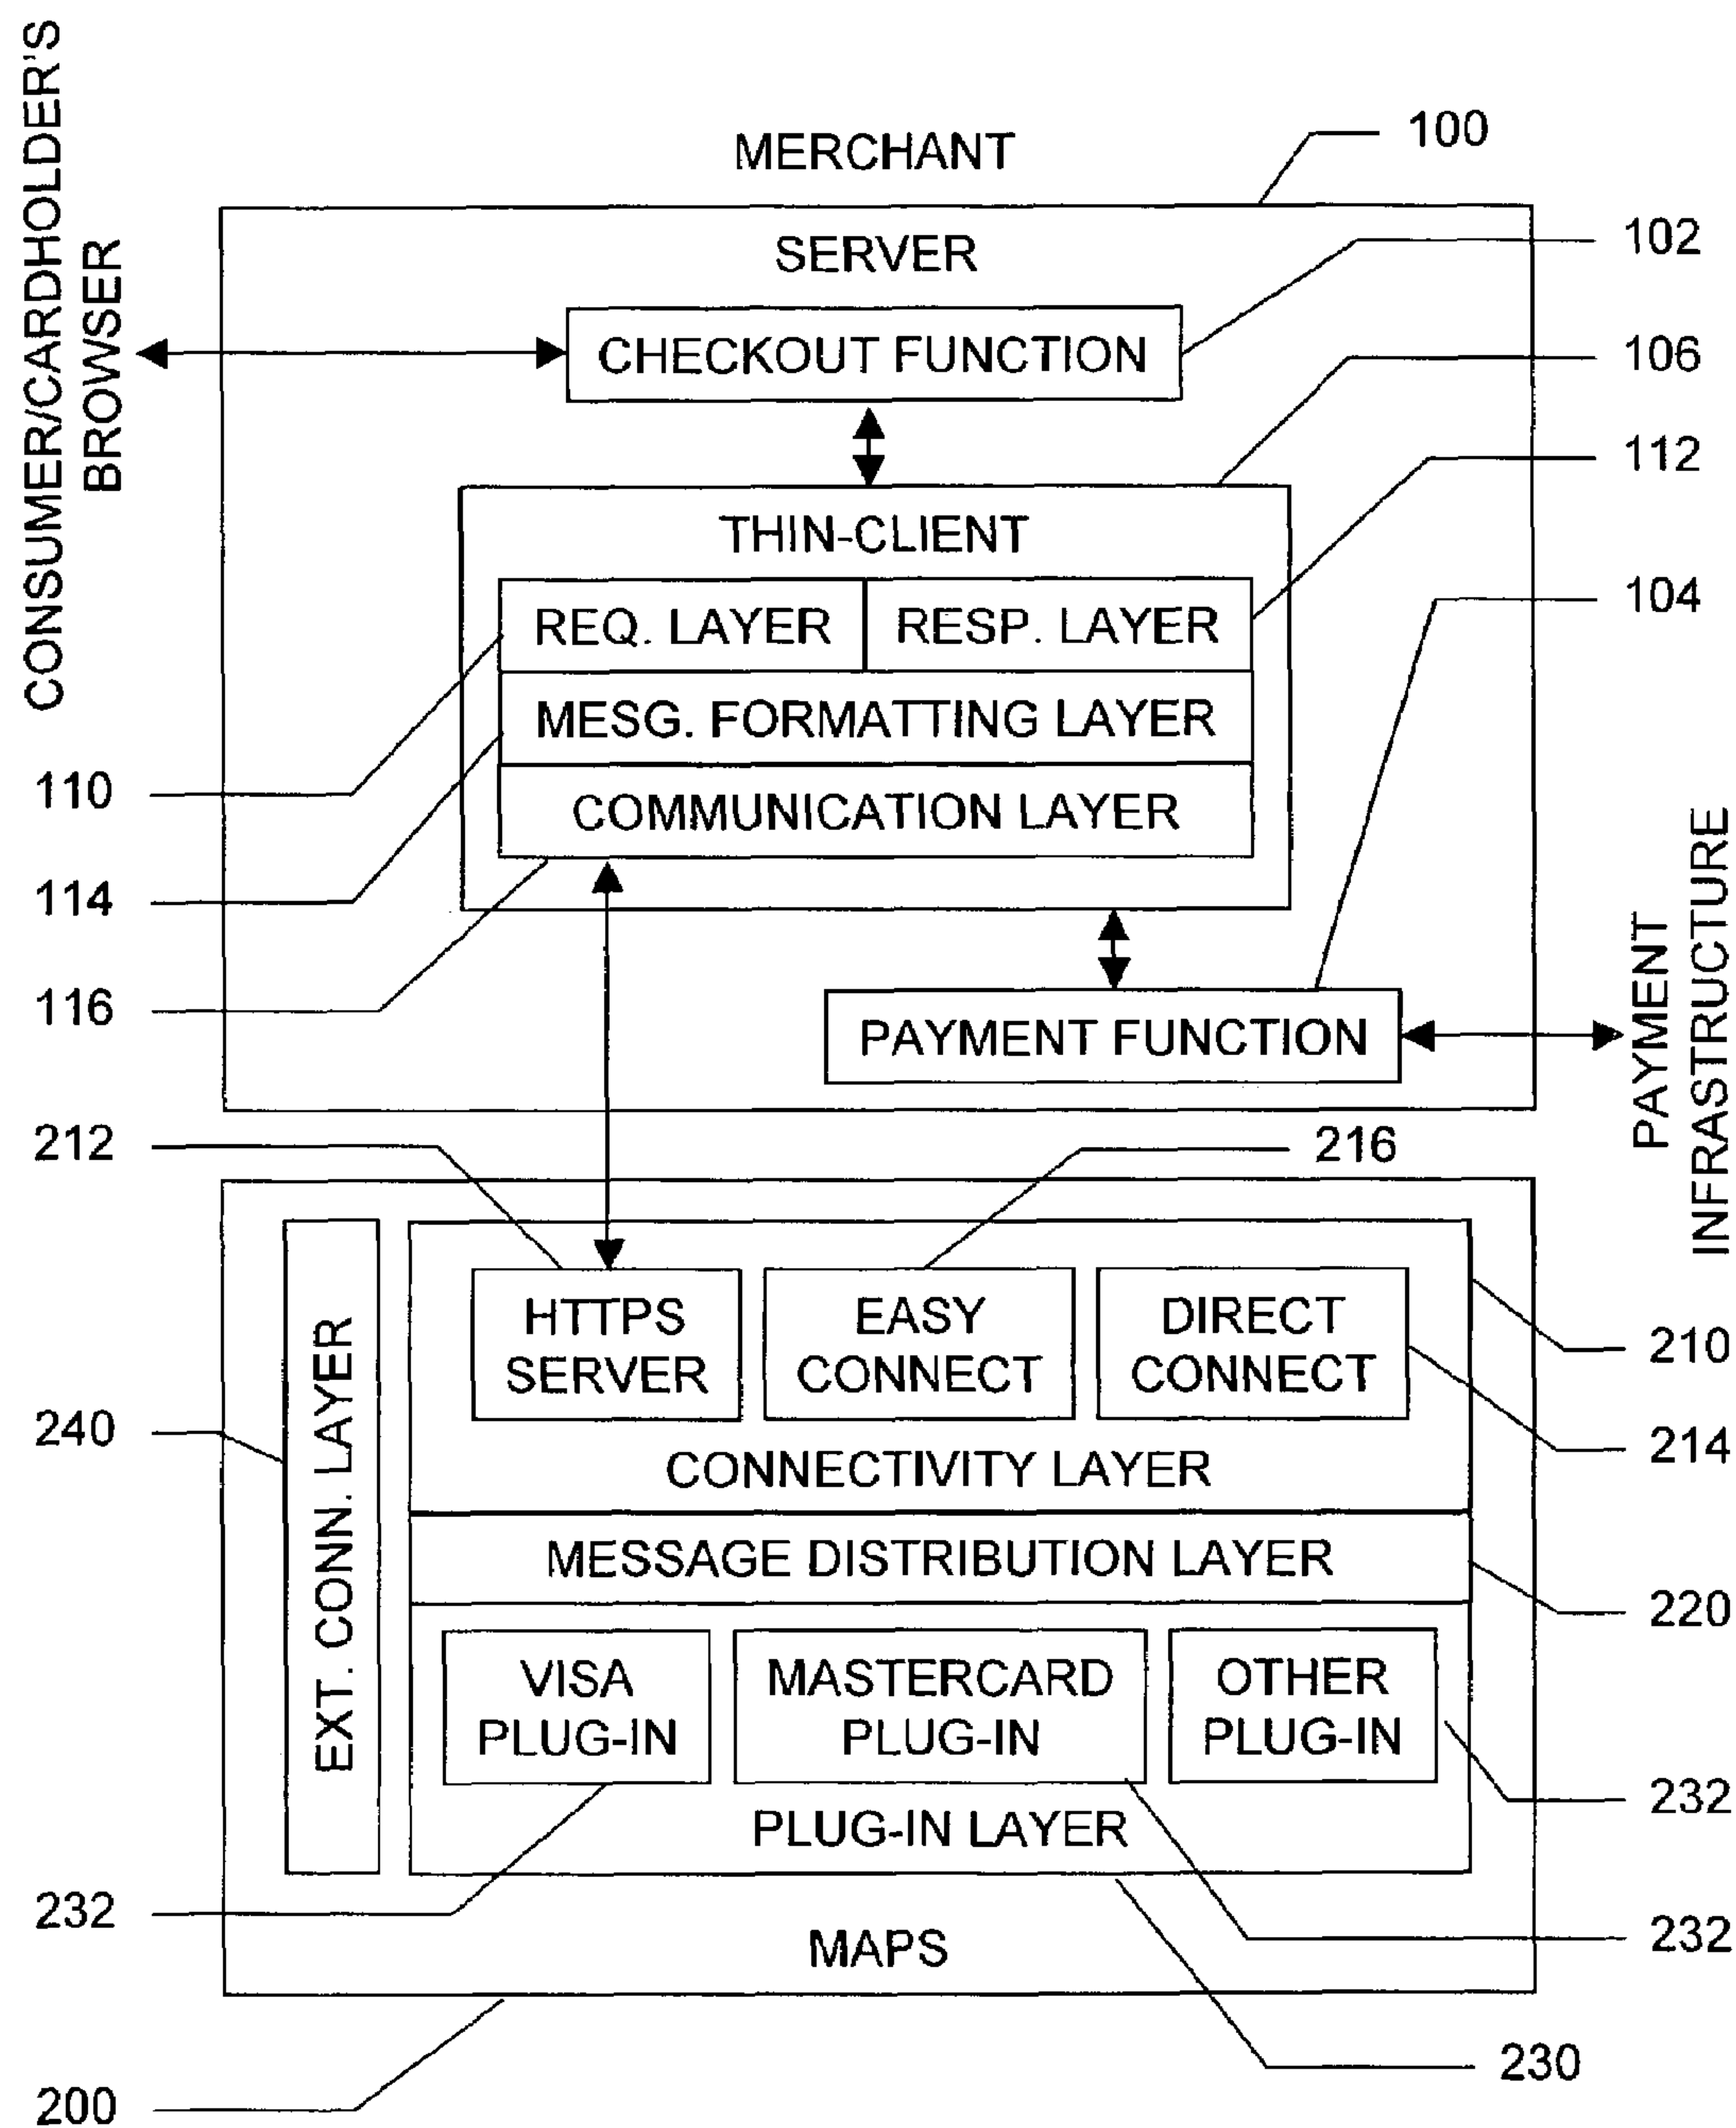 CONSUMER/CARDHOLDER'S
BROWSER
MERCHANT
100
SERVER
102
CHECKOUT FUNCTION
106
112
THIN-CLIENT
104
REQ. LAYER
RESP. LAYER
MESG. FORMATTING LAYER
110
COMMUNICATION LAYER
114
116
PAYMENT FUNCTION
PAYMENT
INFRASTRUCTURE
212
216
HTTPS
SERVER
EASY
CONNECT
DIRECT
CONNECT
210
240
214
CONNECTIVITY LAYER
EXT. CONN. LAYER
MESSAGE DISTRIBUTION LAYER
220
VISA
PLUG-IN
MASTERCARD
PLUG-IN
OTHER
PLUG-IN
232
PLUG-IN LAYER
232
232
MAPS
230
200